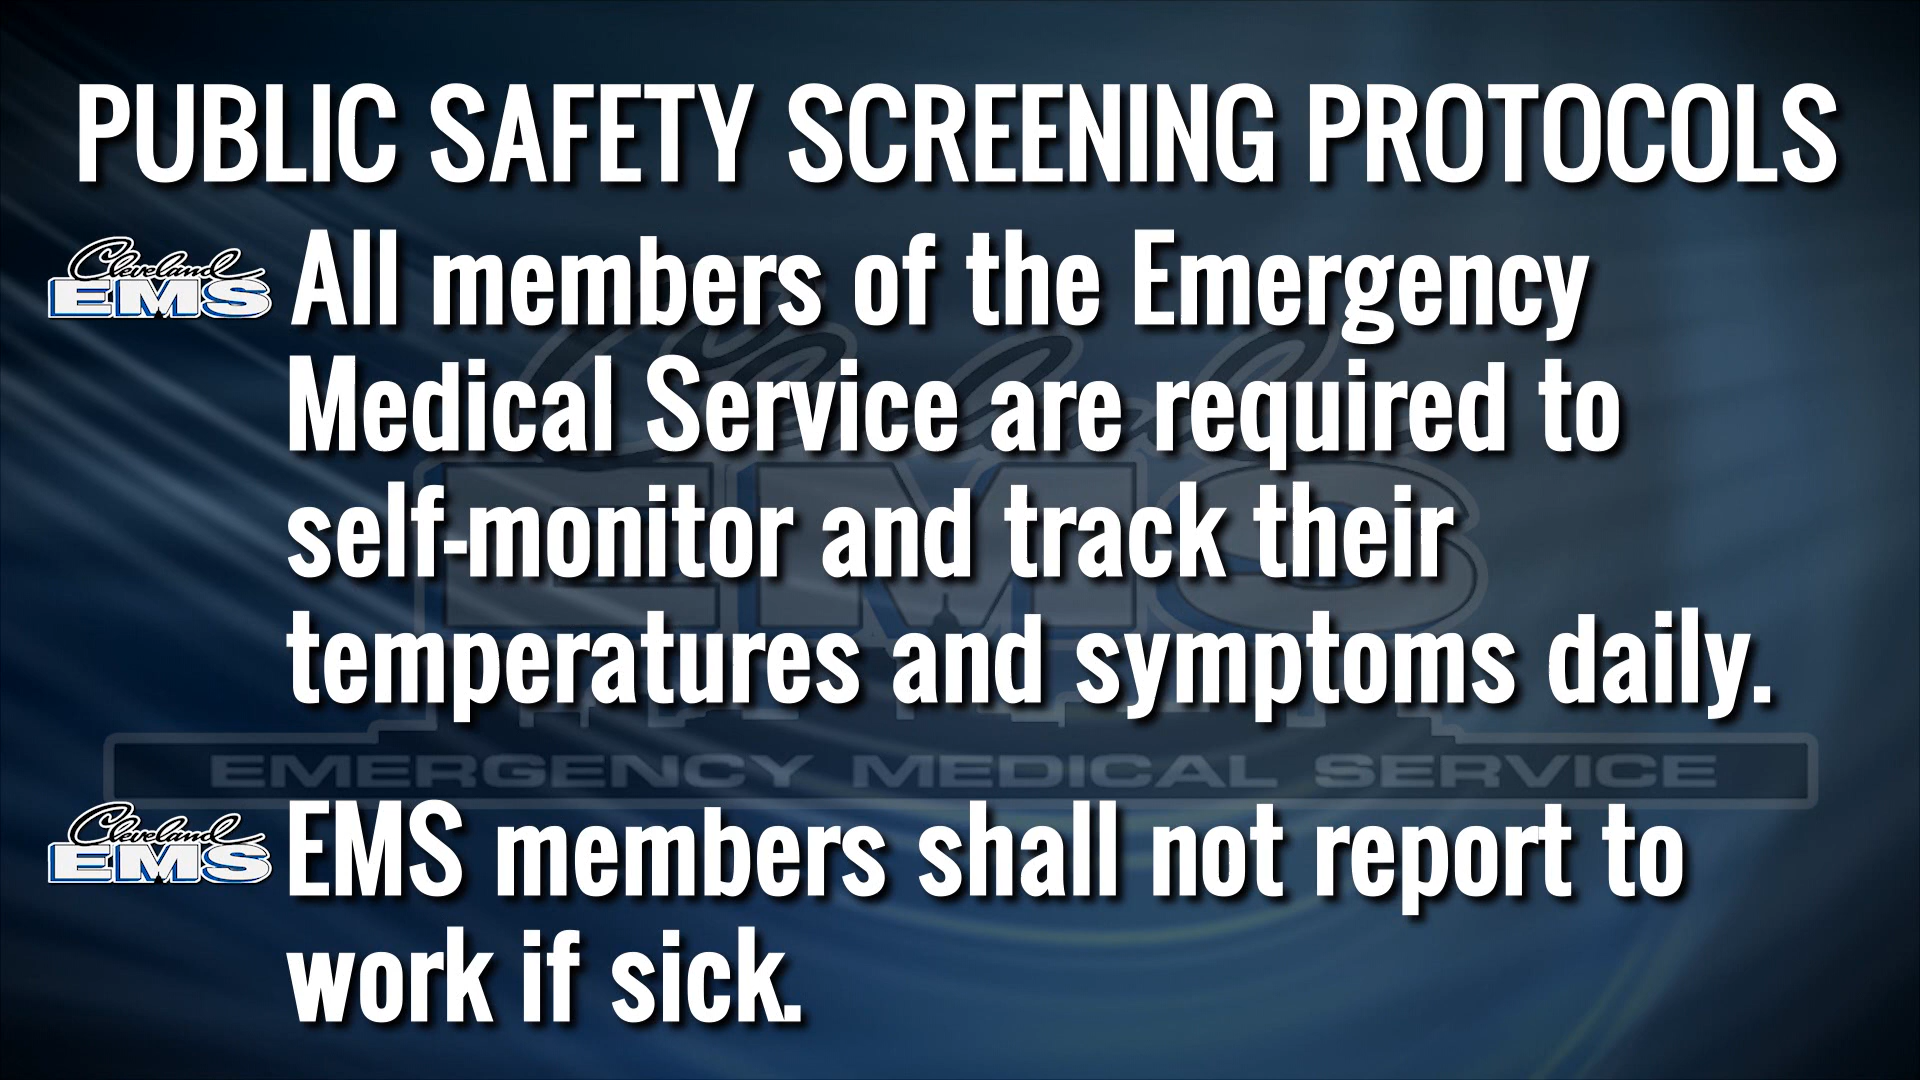 PUBLIC SAFETY SCREENING PROTOCOLS
Cleveland
EMS
All members of the Emergency
Medical Service are required to
self-monitor and track their
temperatures and symptoms daily.
Cleveland
EMS
EMERGENCY MEDICAL SERVICE
Cleveland
EMS
EMS members shall not report to
work if sick.